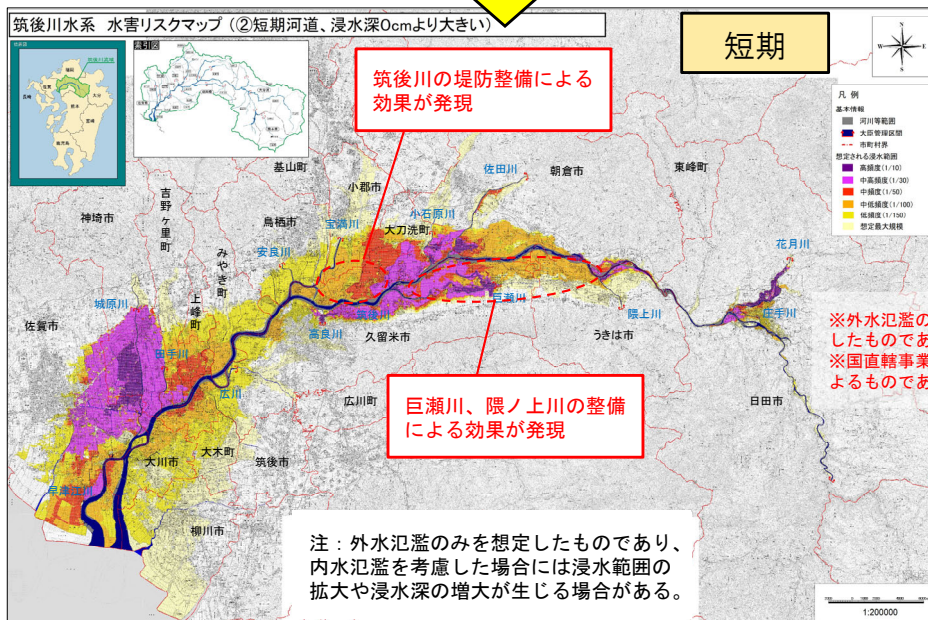 筑後川水系 水害リスクマップ（②短期河道、浸水深0cmより大きい）
短期
索引図
筑後川の堤防整備による
効果が発現
凡 例
基本情報
河川等範囲
大臣管理区間
市町村界
想定される浸水範囲
高頻度(1/10)
中高頻度(1/30)
中頻度(1/50)
中低頻度(1/100)
低頻度(1/150)
想定最大規模
基山町
小郡市
佐田川
朝倉市
東峰町
吉野ヶ里町
神埼市
鳥栖市
宝満川
小石原川
大刀洗町
みやき町
安良川
花月川
城原川
上峰町
佐賀市
田手川
高良川
筑後川
久留米市
巨瀬川
うきは市
隈上川
庄手川
※外水氾濫の
したものであ
※国直轄事業
よるものであ
広川
広川町
巨瀬川、隈ノ上川の整備
による効果が発現
日田市
大川市
大木町
筑後市
早津江川
柳川市
注：外水氾濫のみを想定したものであり、
内水氾濫を考慮した場合には浸水範囲の
拡大や浸水深の増大が生じる場合がある。
1:200000
N
W
E
S